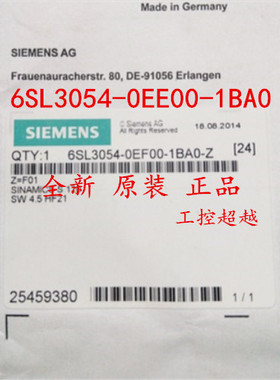 Made in Germany
SIEMENS AG
Frauenauracherstr. 80, DE-91056 Erlangen
6SL3054-0EE00-1BA0
SIEMENS
© Siemens AG
All Rights Reserved
18.08.2014
QTY:1 6SL3054-0EF00-1BA0-Z [24]
Z=F01
全新 原装 正品
SINAMICS
SW 4.5 HF21
工控超越
25459380
1 / 1